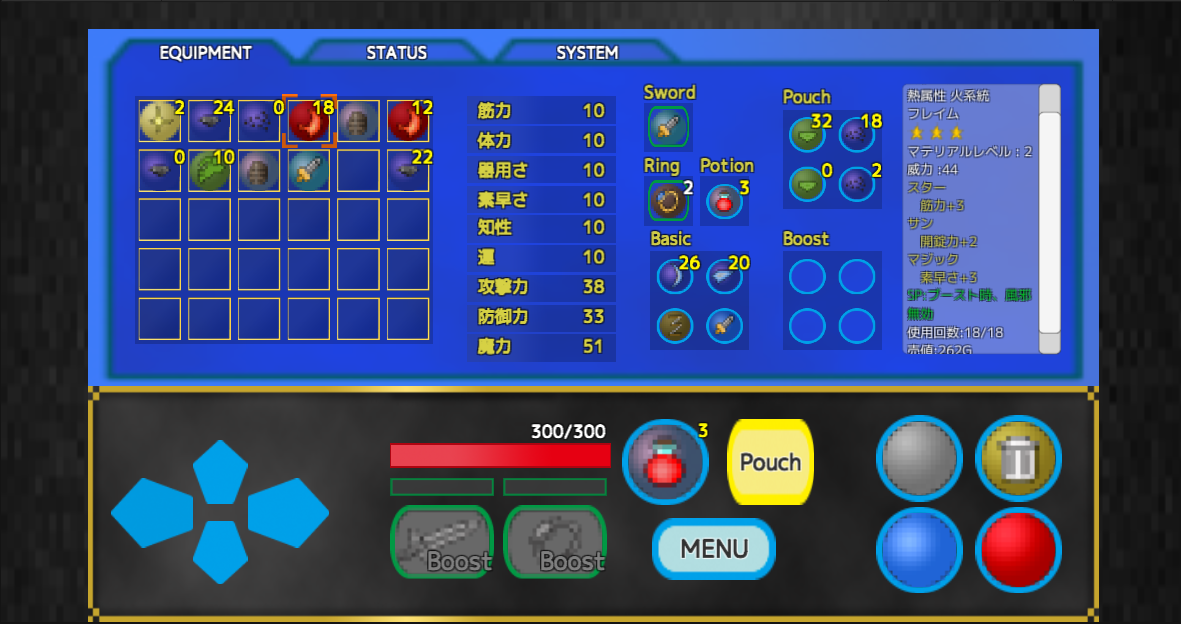 EQUIPMENT
STATUS
SYSTEM
2
24
0
18
12
0
10
22
筋力 10
体力 10
器用さ 10
素早さ 10
知性 10
運 10
攻撃力 38
防御力 33
魔力 51
Sword
Ring
2
Potion
3
Basic
26
20
Pouch
32
18
0
2
Boost
熱属性 火系統
フレイム
★ ★ ★
マテリアルレベル : 2
威力 :44
スター
筋力+3
サン
開錠力+2
マジック
素早さ+3
SP:ブースト時、風邪
無効
使用回数:18/18
売値:262G
300/300
3
Pouch
Boost
Boost
MENU